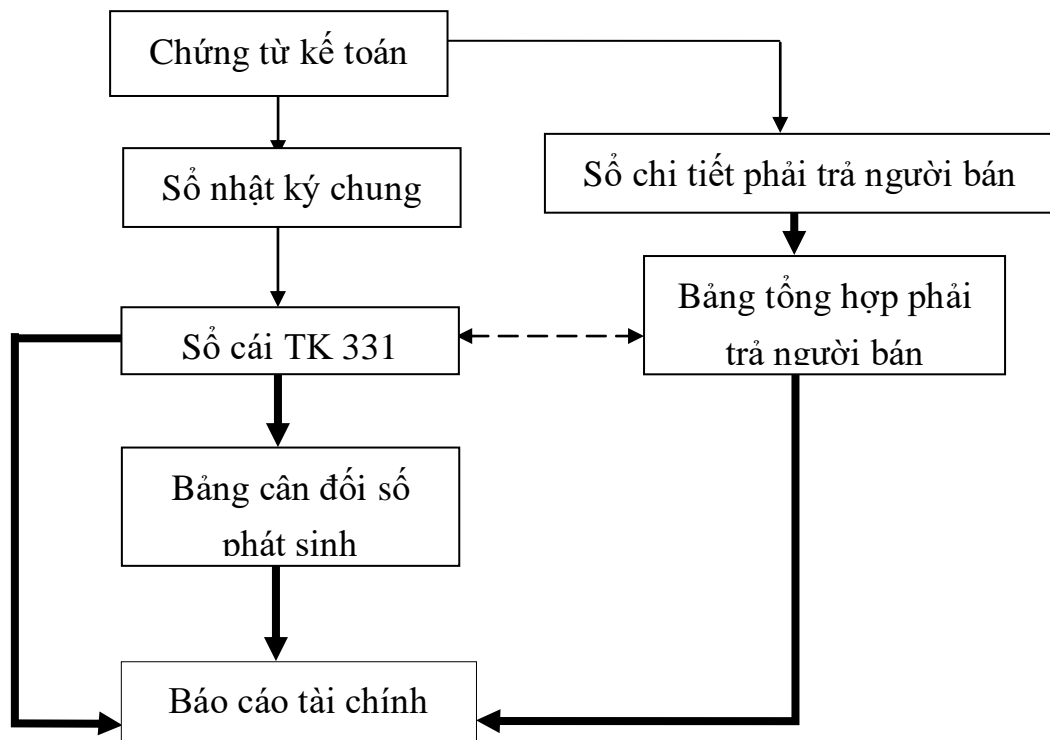 Chứng từ kế toán
Sổ nhật ký chung
Sổ chi tiết phải trả người bán
Bảng tổng hợp phải
trả người bán
Sổ cái TK 331
Bảng cân đối số
phát sinh
Báo cáo tài chính